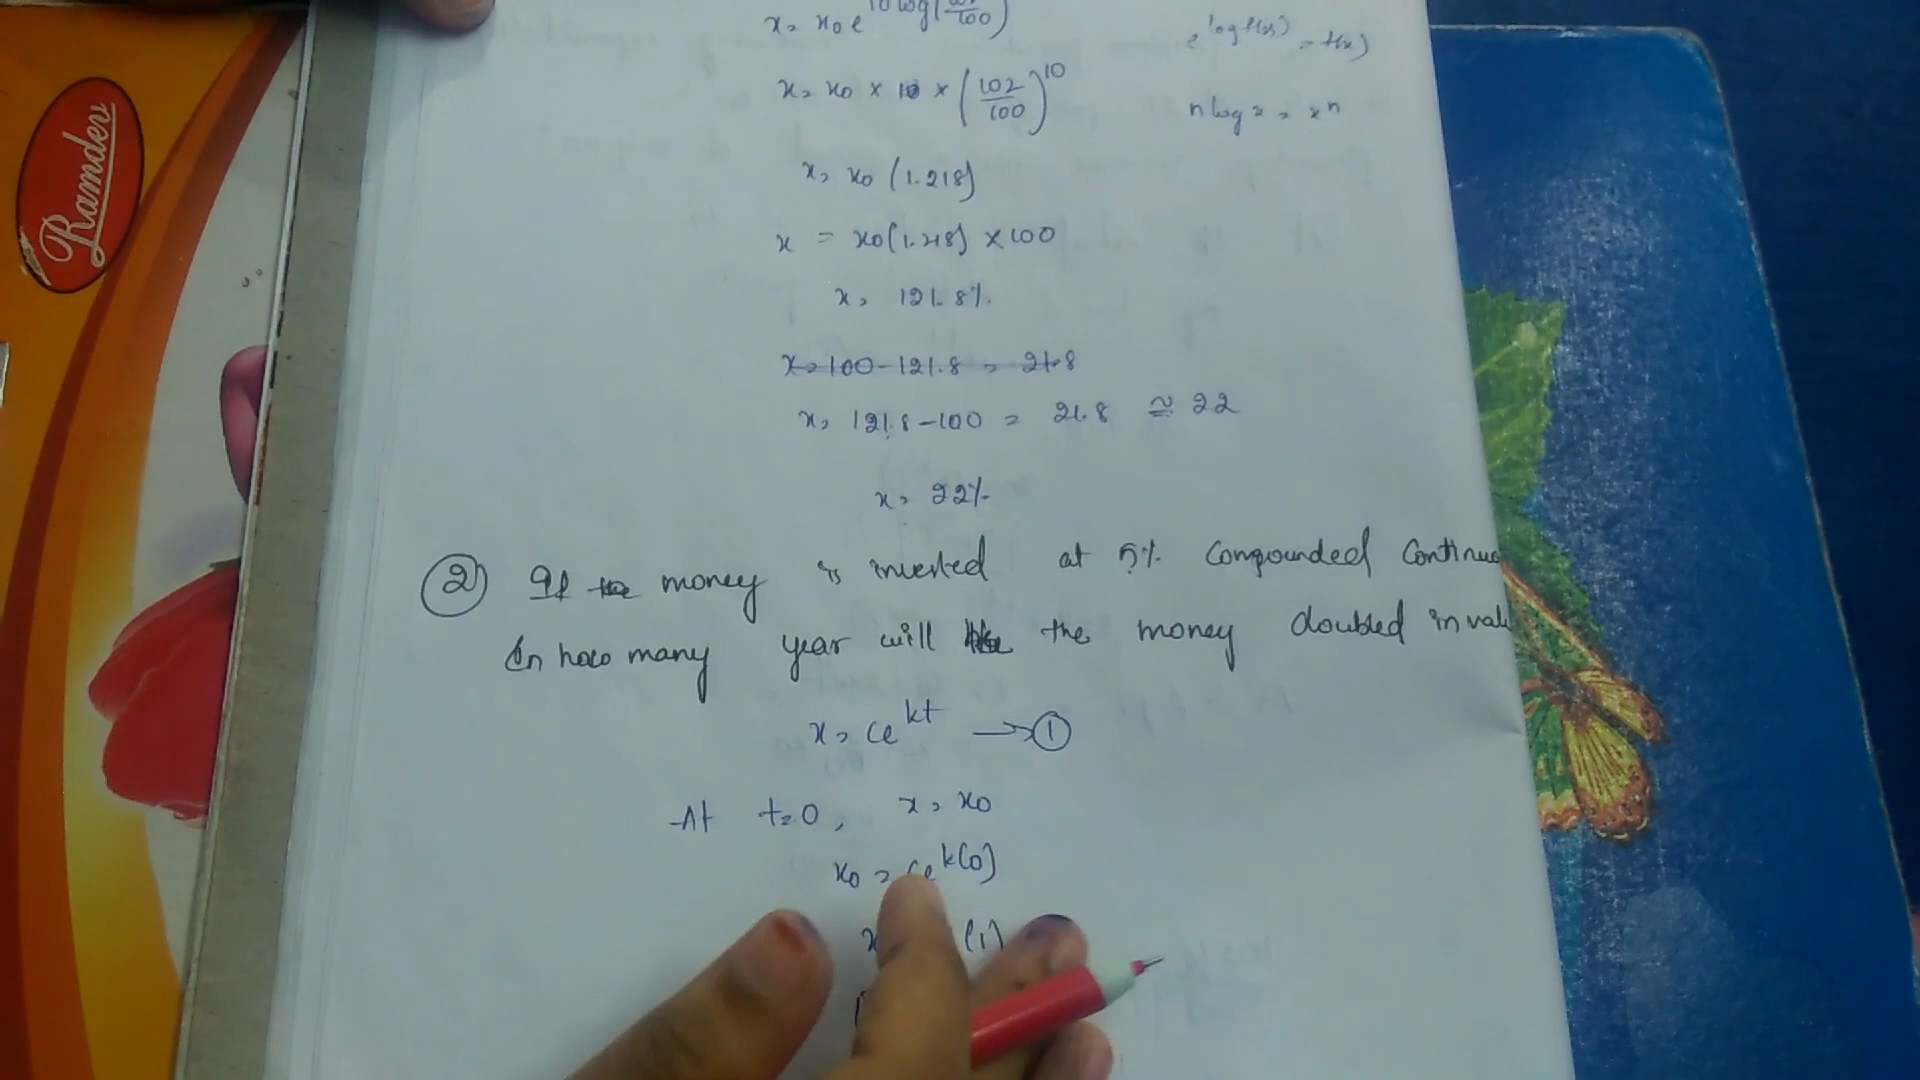 Ramdev
x = x0 e^10 log(102/100)
e^log f(x) = f(x)
x = x0 × × (102/100)^10
n log x = x^n
x = x0 (1.218)
x = x0(1.218) ×100
x = 121.8%
x = 100 - 121.8 = 21.8
x = 121.8 - 100 = 21.8 ≅ 22
x = 22%
(2) If the money is invested at 5% compounded Continuo
In how many year will the money doubled in valu
x = ce^kt → (1)
At t=0, x = x0
x0 = ce^k(0)
x (1)